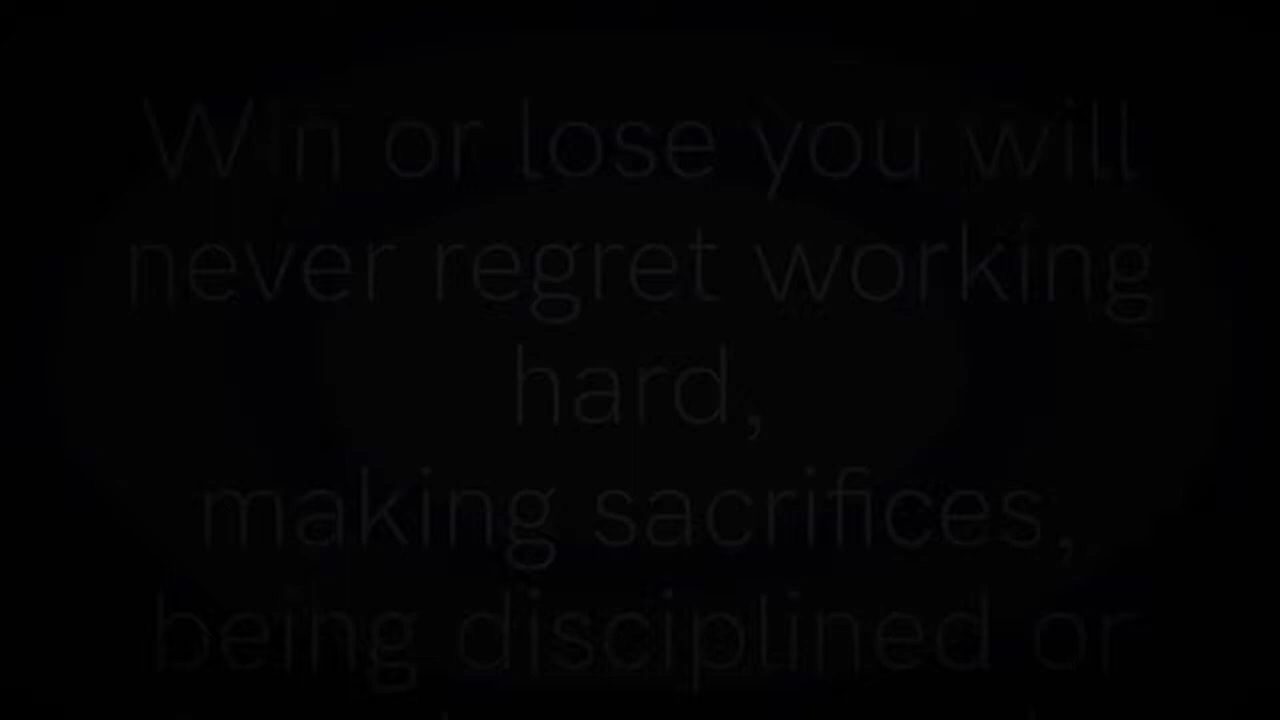 Win or lose you will
never regret working
hard,
making sacrifices,
being disciplined or